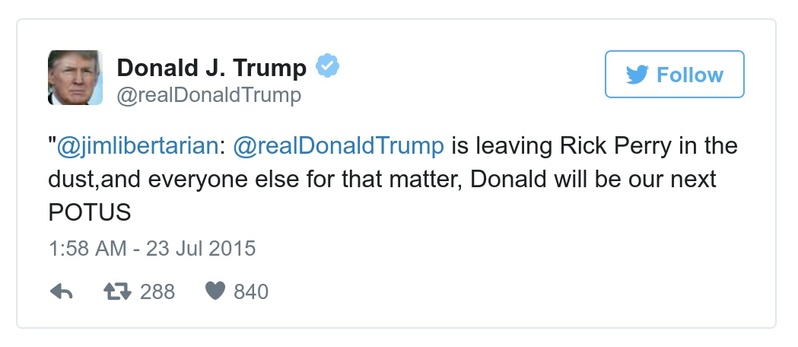 Donald J. Trump
@realDonaldTrump
Follow
"@jimlibertarian: @realDonaldTrump is leaving Rick Perry in the
dust,and everyone else for that matter, Donald will be our next
POTUS
1:58 AM - 23 Jul 2015
288 840